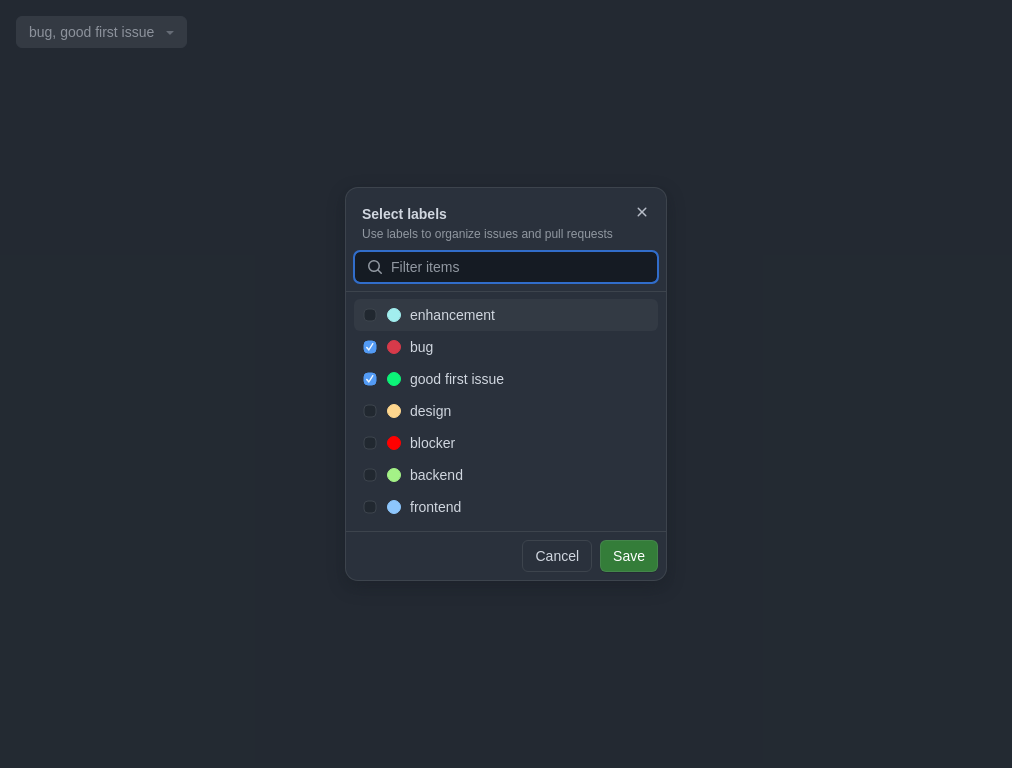 bug, good first issue
Select labels
Use labels to organize issues and pull requests
Filter items
enhancement
bug
good first issue
design
blocker
backend
frontend
Cancel Save